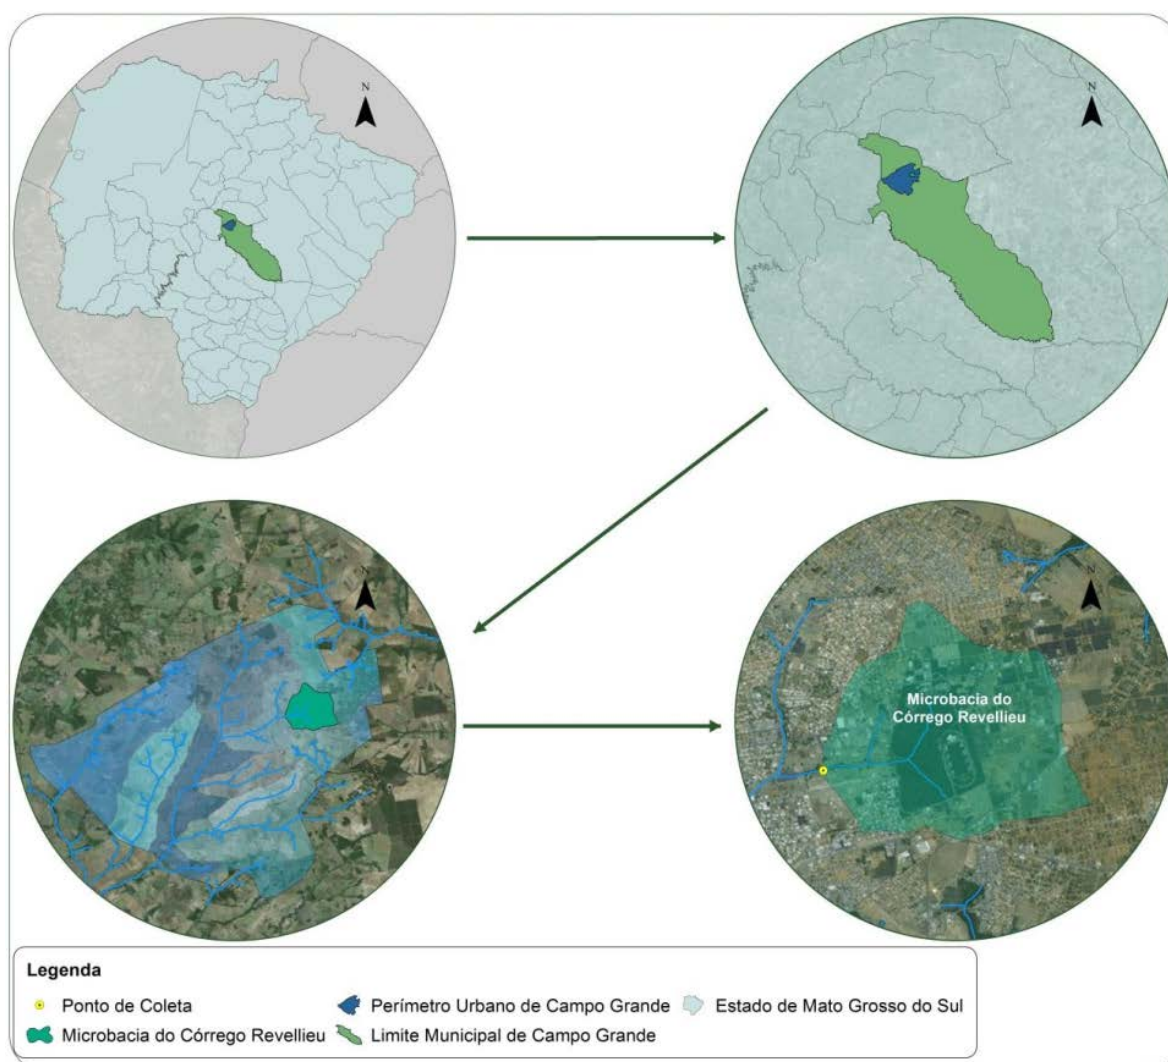 N
N
N
N
Microbacia do
Córrego Revellieu
Legenda
Ponto de Coleta
Perímetro Urbano de Campo Grande
Estado de Mato Grosso do Sul
Microbacia do Córrego Revellieu
Limite Municipal de Campo Grande